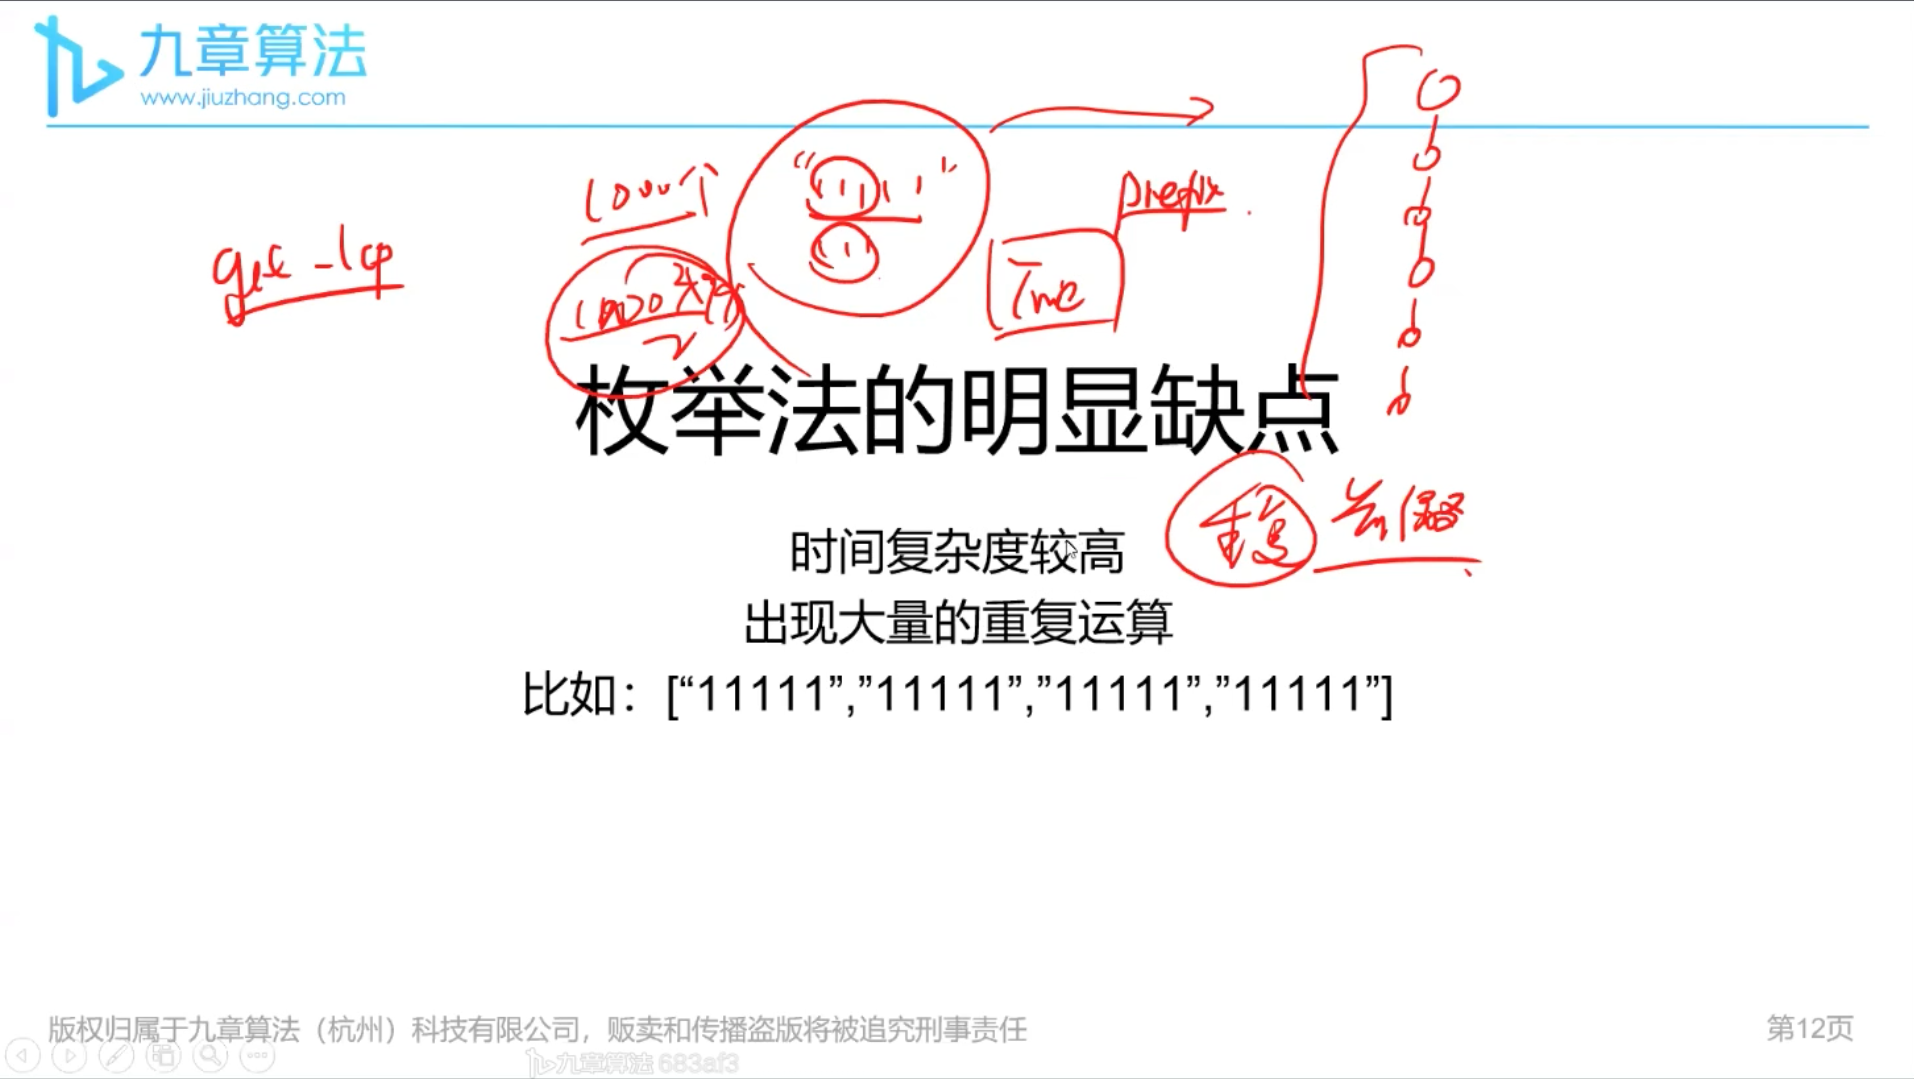 九章算法
www.jiuzhang.com
1000个
"11111"
111
prefix
get_lcp
Trie
枚举法的明显缺点
重复
时间复杂度较高
出现大量的重复运算
比如：[“11111”,”11111”,”11111”,”11111”]
版权归属于九章算法（杭州）科技有限公司，贩卖和传播盗版将被追究刑事责任
第12页
九章算法 683af3